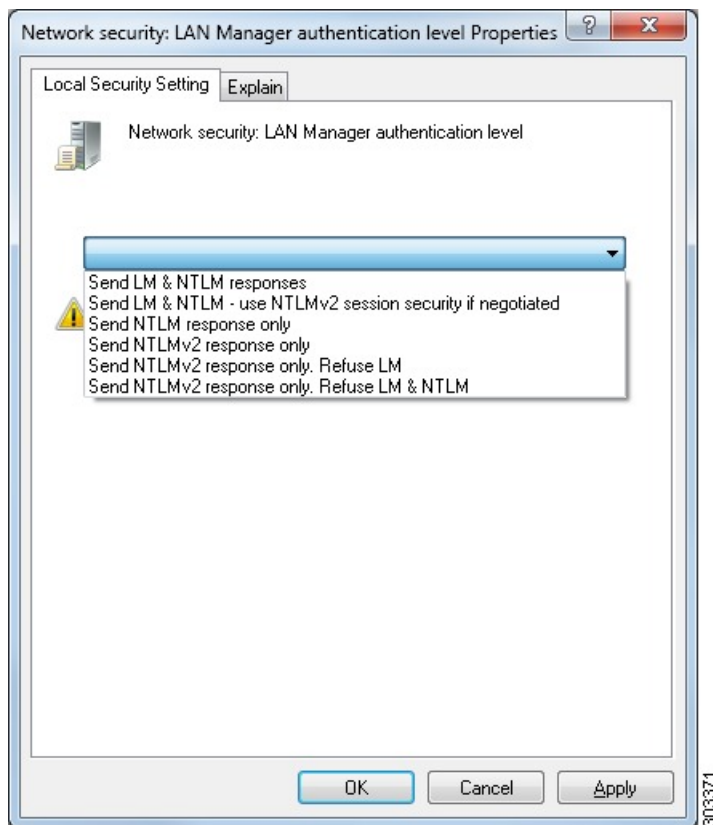 Network security: LAN Manager authentication level Properties
Local Security Setting
Explain
Network security: LAN Manager authentication level
Send LM & NTLM responses
Send LM & NTLM - use NTLMv2 session security if negotiated
Send NTLM response only
Send NTLMv2 response only
Send NTLMv2 response only. Refuse LM
Send NTLMv2 response only. Refuse LM & NTLM
OK
Cancel
Apply
303371